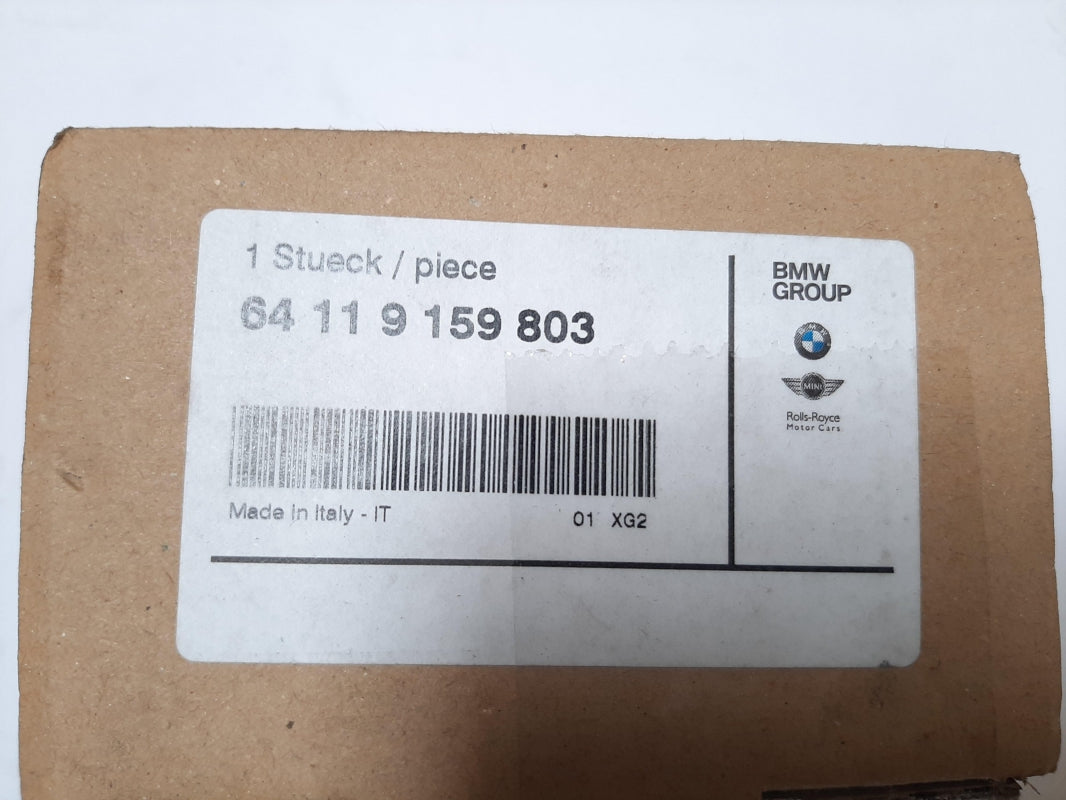 1 Stueck / piece
64 11 9 159 803
Made in Italy - IT
01 XG2
BMW
GROUP
BMW
MINI
Rolls-Royce
Motor Cars